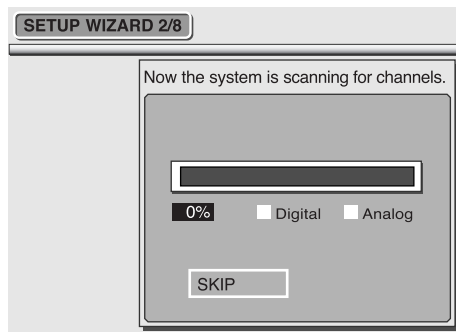 SETUP WIZARD 2/8
Now the system is scanning for channels.
0% Digital Analog
SKIP